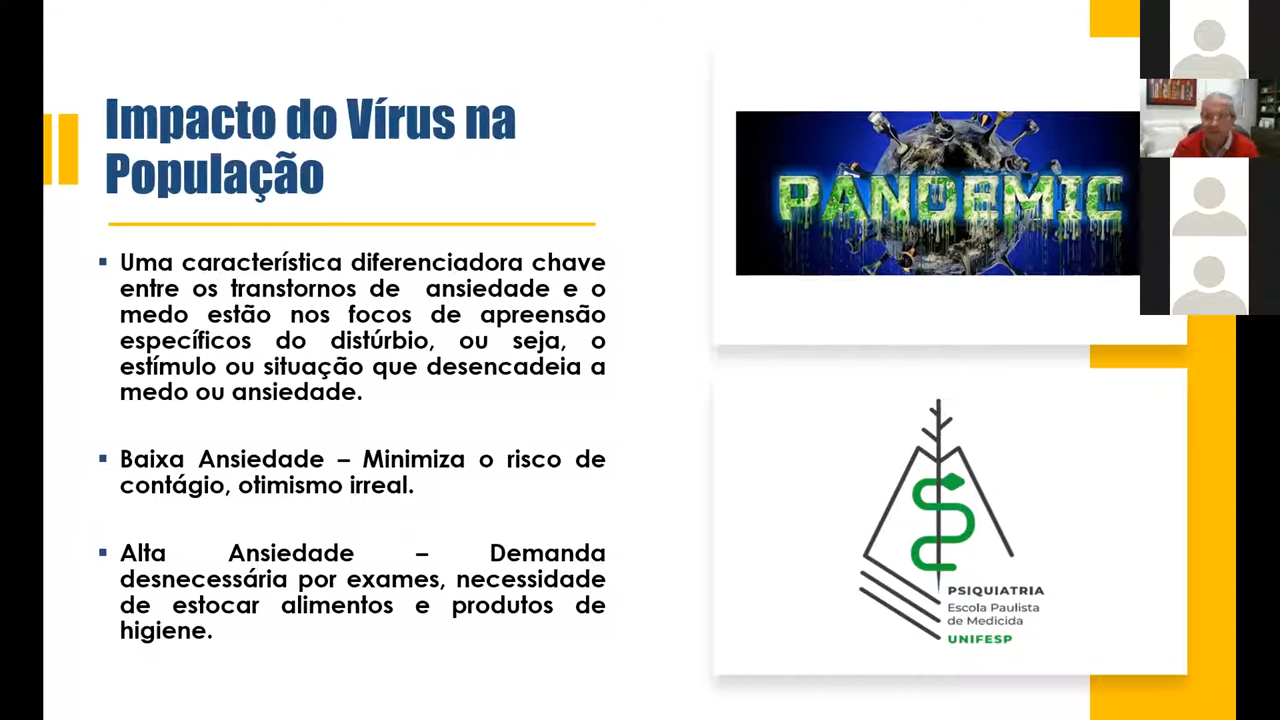 Impacto do Vírus na
População
▪ Uma característica diferenciadora chave
entre os transtornos de ansiedade e o
medo estão nos focos de apreensão
específicos do distúrbio, ou seja, o
estímulo ou situação que desencadeia a
medo ou ansiedade.
▪ Baixa Ansiedade – Minimiza o risco de
contágio, otimismo irreal.
▪ Alta Ansiedade – Demanda
desnecessária por exames, necessidade
de estocar alimentos e produtos de
higiene.
PANDEMIC
PSIQUIATRIA
Escola Paulista
de Medicida
UNIFESP